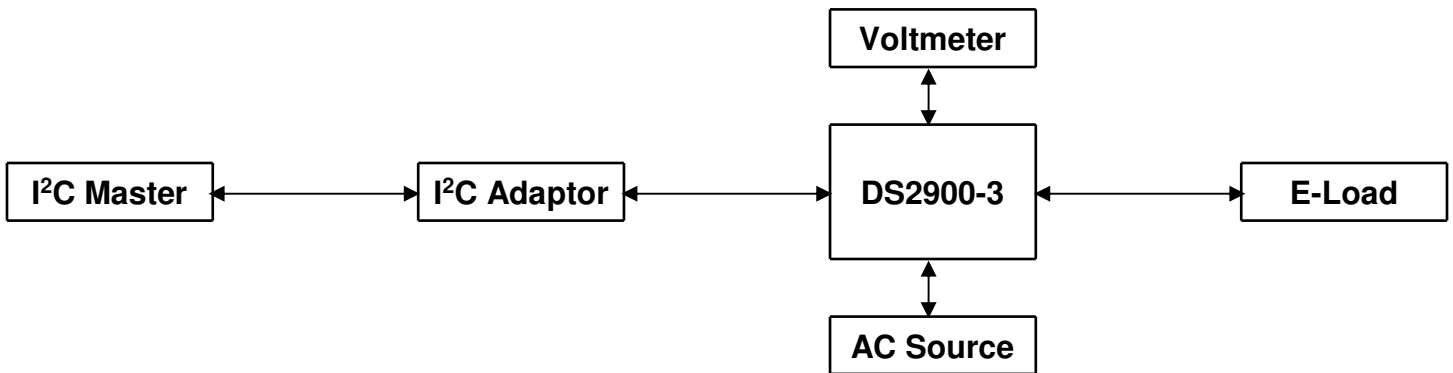 Voltmeter
I²C Master
I²C Adaptor
DS2900-3
E-Load
AC Source